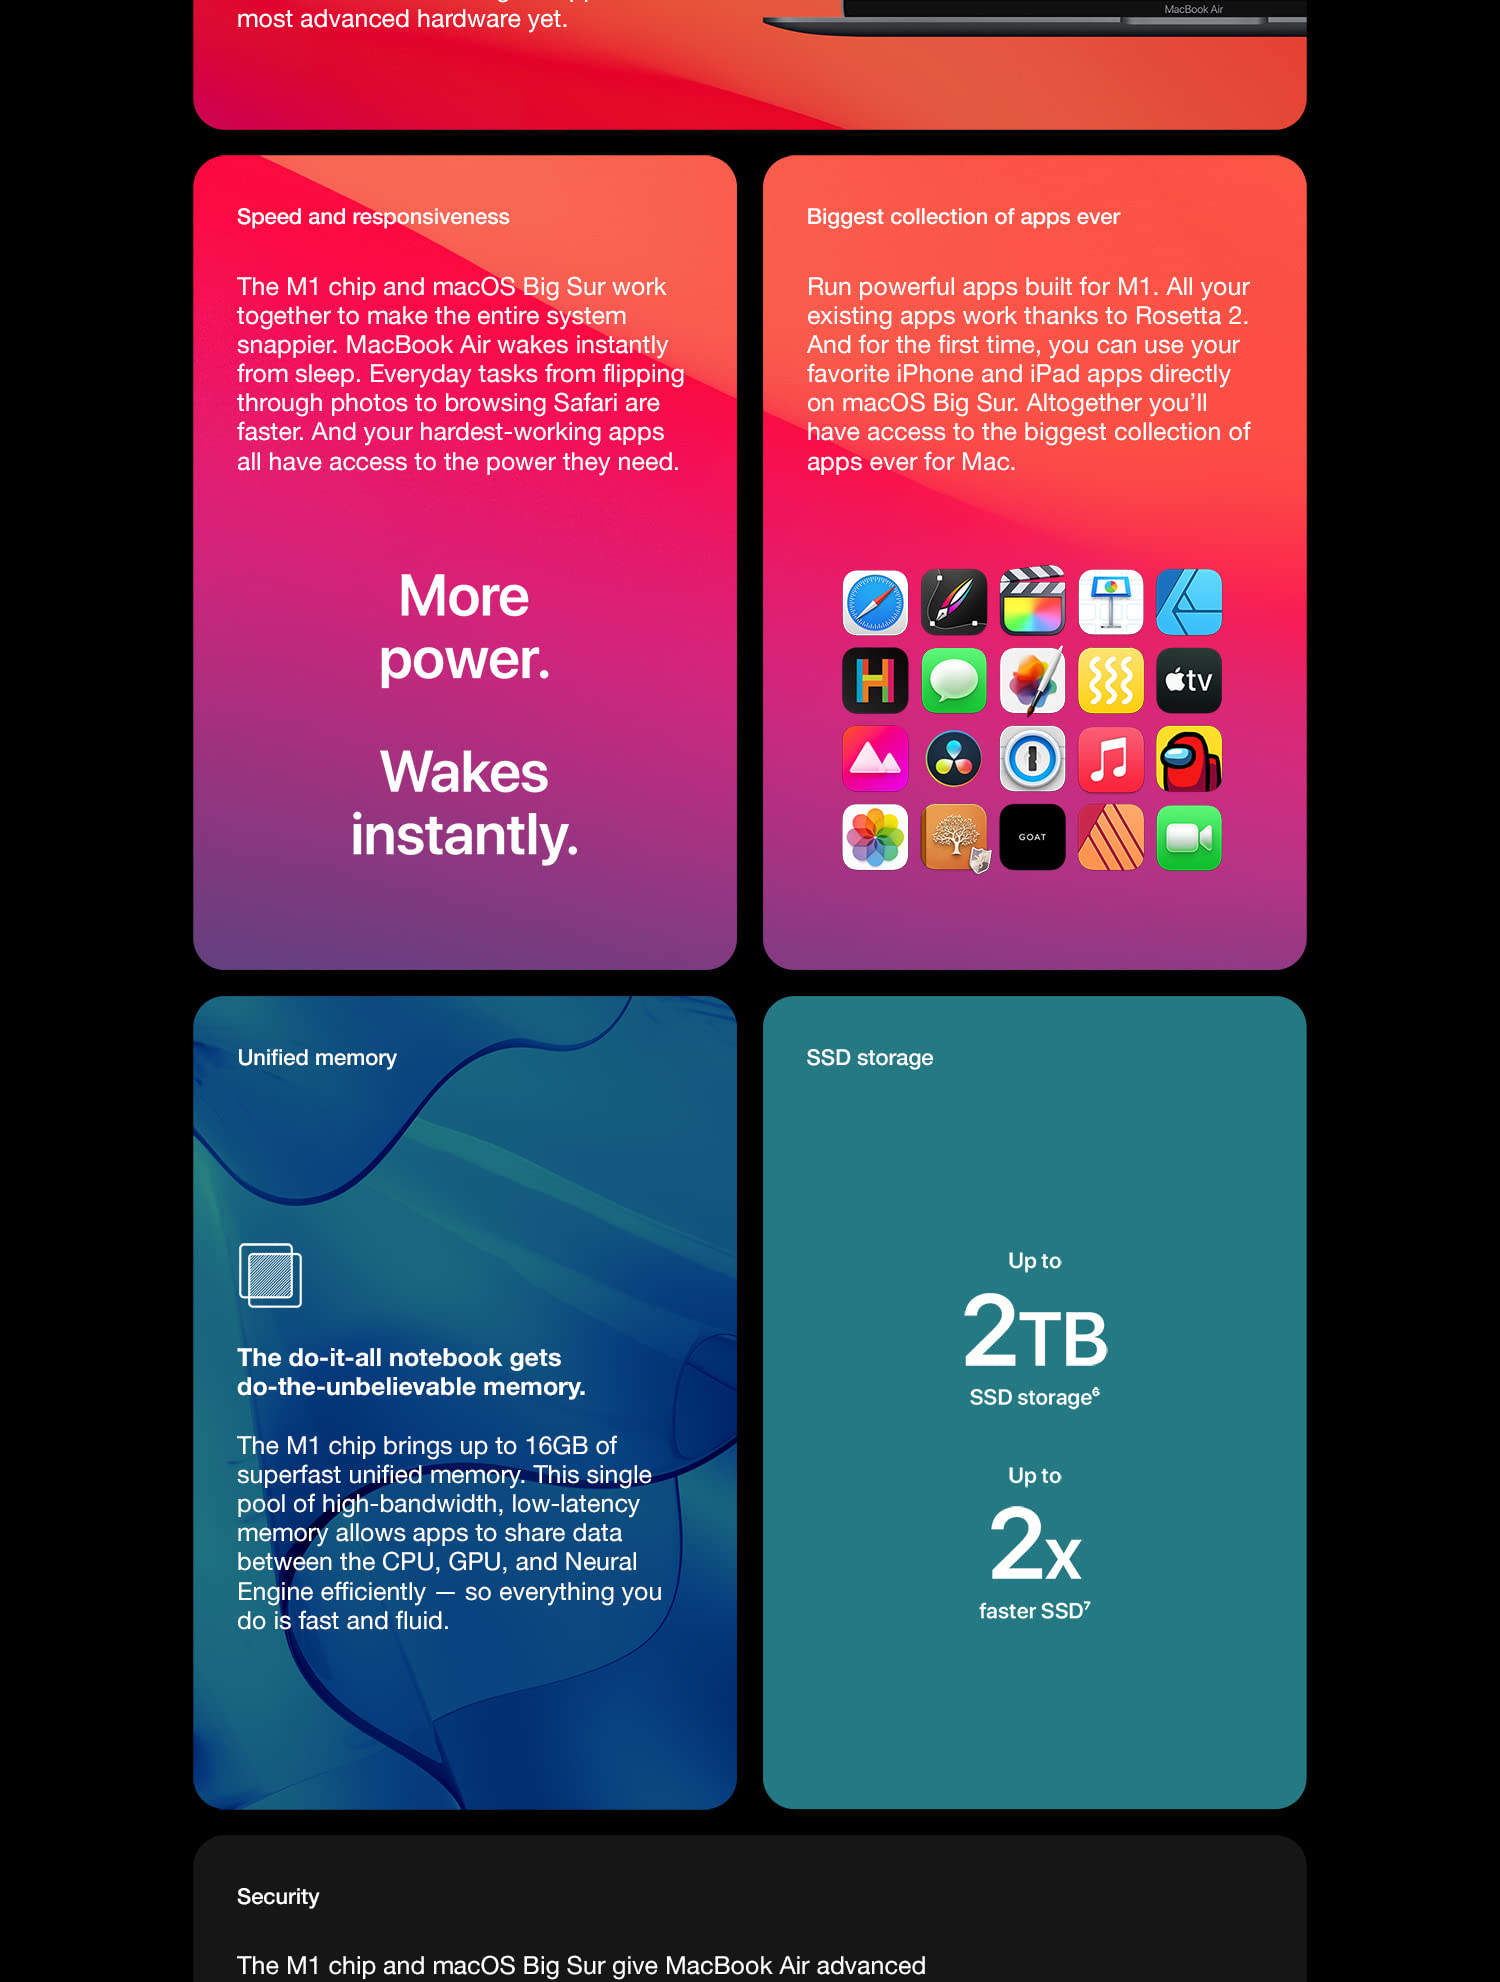 most advanced hardware yet.
MacBook Air
Speed and responsiveness
The M1 chip and macOS Big Sur work
together to make the entire system
snappier. MacBook Air wakes instantly
from sleep. Everyday tasks from flipping
through photos to browsing Safari are
faster. And your hardest-working apps
all have access to the power they need.
More
power.
Wakes
instantly.
Biggest collection of apps ever
Run powerful apps built for M1. All your
existing apps work thanks to Rosetta 2.
And for the first time, you can use your
favorite iPhone and iPad apps directly
on macOS Big Sur. Altogether you’ll
have access to the biggest collection of
apps ever for Mac.
H
tv
GOAT
Unified memory
The do-it-all notebook gets
do-the-unbelievable memory.
The M1 chip brings up to 16GB of
superfast unified memory. This single
pool of high-bandwidth, low-latency
memory allows apps to share data
between the CPU, GPU, and Neural
Engine efficiently — so everything you
do is fast and fluid.
SSD storage
Up to
2TB
SSD storage⁶
Up to
2x
faster SSD⁷
Security
The M1 chip and macOS Big Sur give MacBook Air advanced